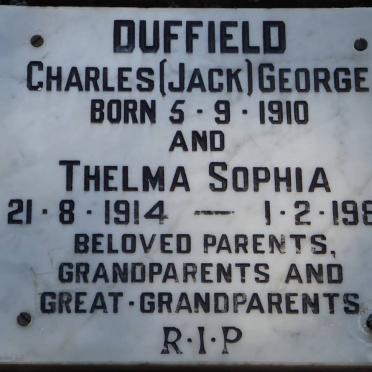 DUFFIELD
CHARLES (JACK) GEORGE
BORN 5·9·1910
AND
THELMA SOPHIA
21·8·1914 — 1·2·198
BELOVED PARENTS,
GRANDPARENTS AND
GREAT-GRANDPARENTS
R·I·P